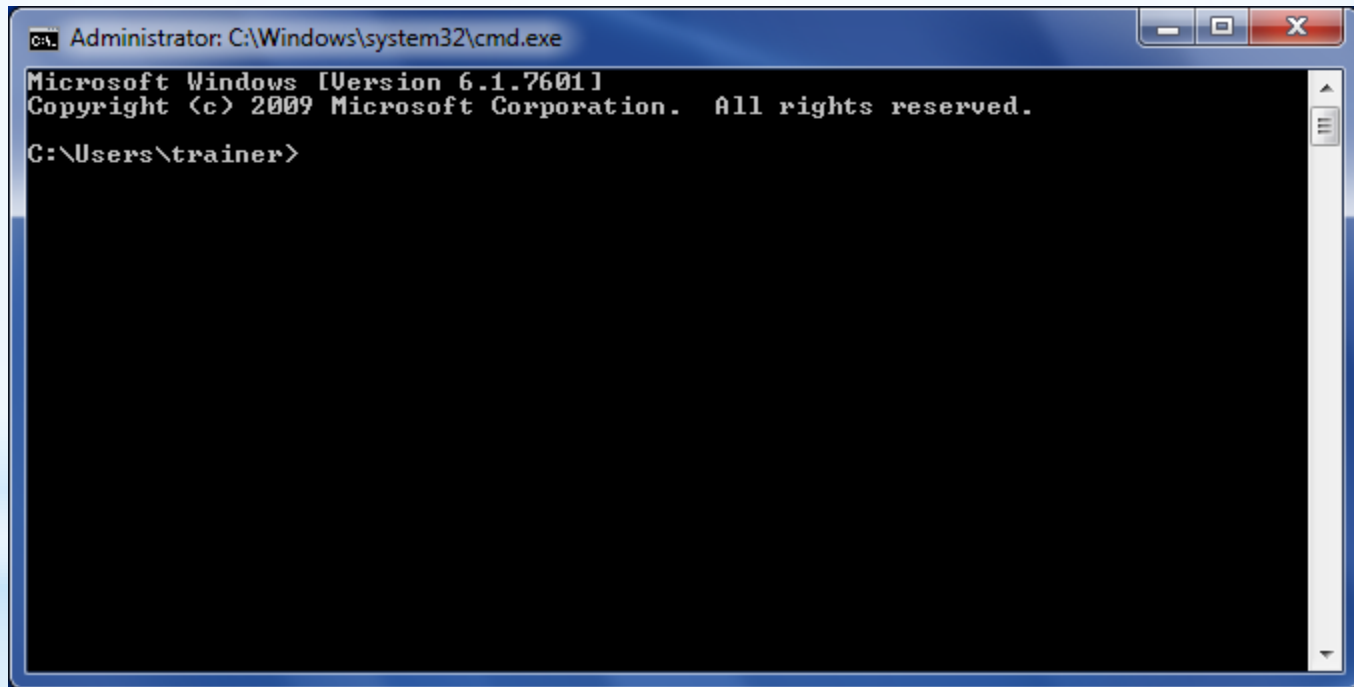 Administrator: C:\Windows\system32\cmd.exe
Microsoft Windows [Version 6.1.7601]
Copyright (c) 2009 Microsoft Corporation.  All rights reserved.
C:\Users\trainer>